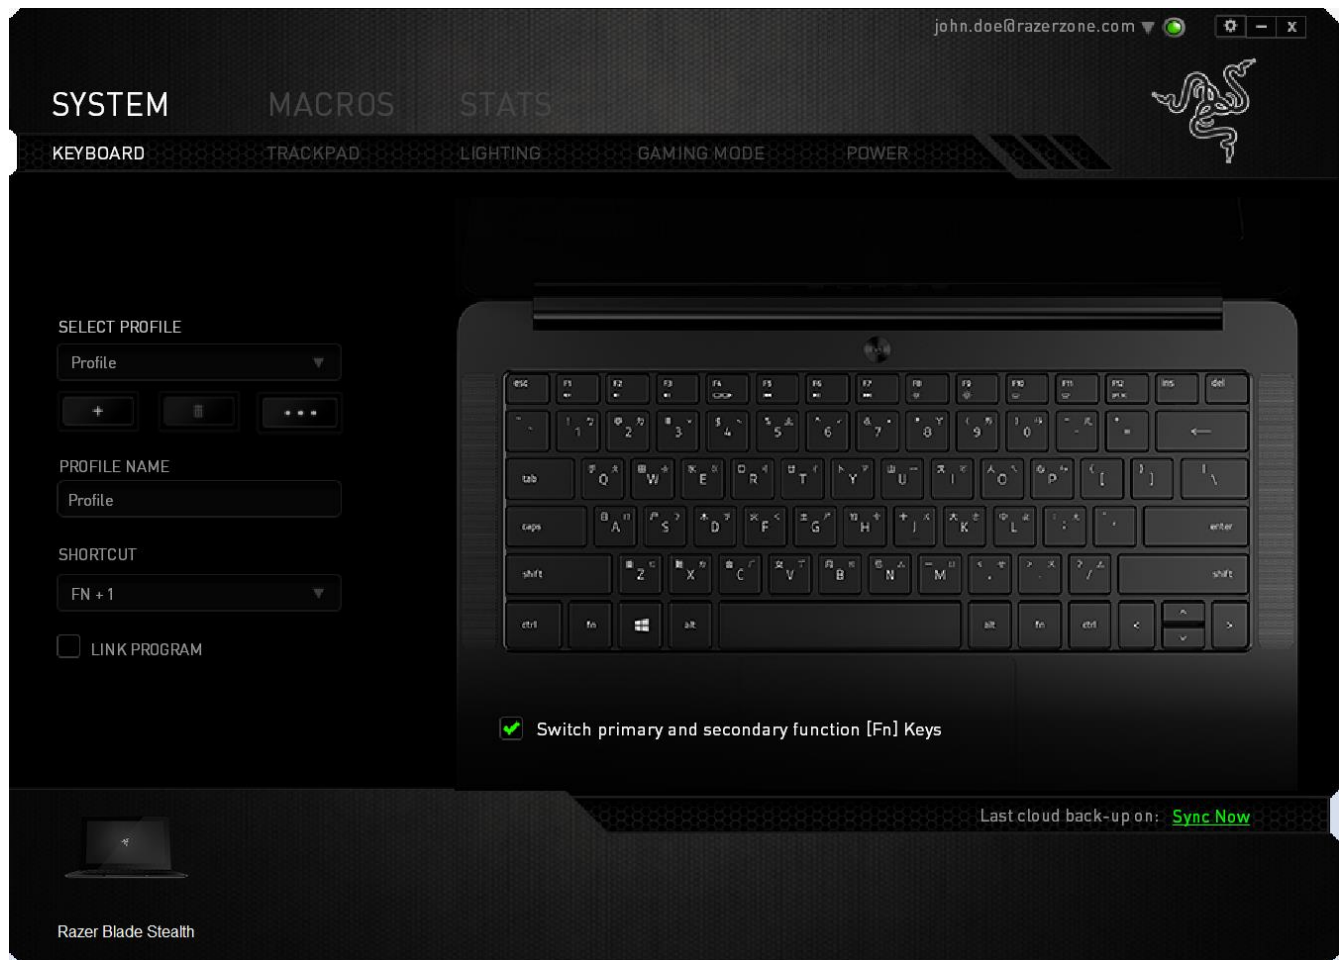 john.doe@razerzone.com
SYSTEM MACROS STATS
KEYBOARD TRACKPAD LIGHTING GAMING MODE POWER
SELECT PROFILE
Profile
PROFILE NAME
Profile
SHORTCUT
FN + 1
LINK PROGRAM
esc F1 F2 F3 F4 F5 F6 F7 F8 F9 F10 F11 F12 ins del
1 2 3 4 5 6 7 8 9 0 - =
tab Q W E R T Y U I O P [ ] \
caps A S D F G H J K L ; ' enter
shift Z X C V B N M , . / shift
ctrl fn alt alt fn ctrl < ^ v >
Switch primary and secondary function [Fn] Keys
Last cloud back-up on: Sync Now
Razer Blade Stealth